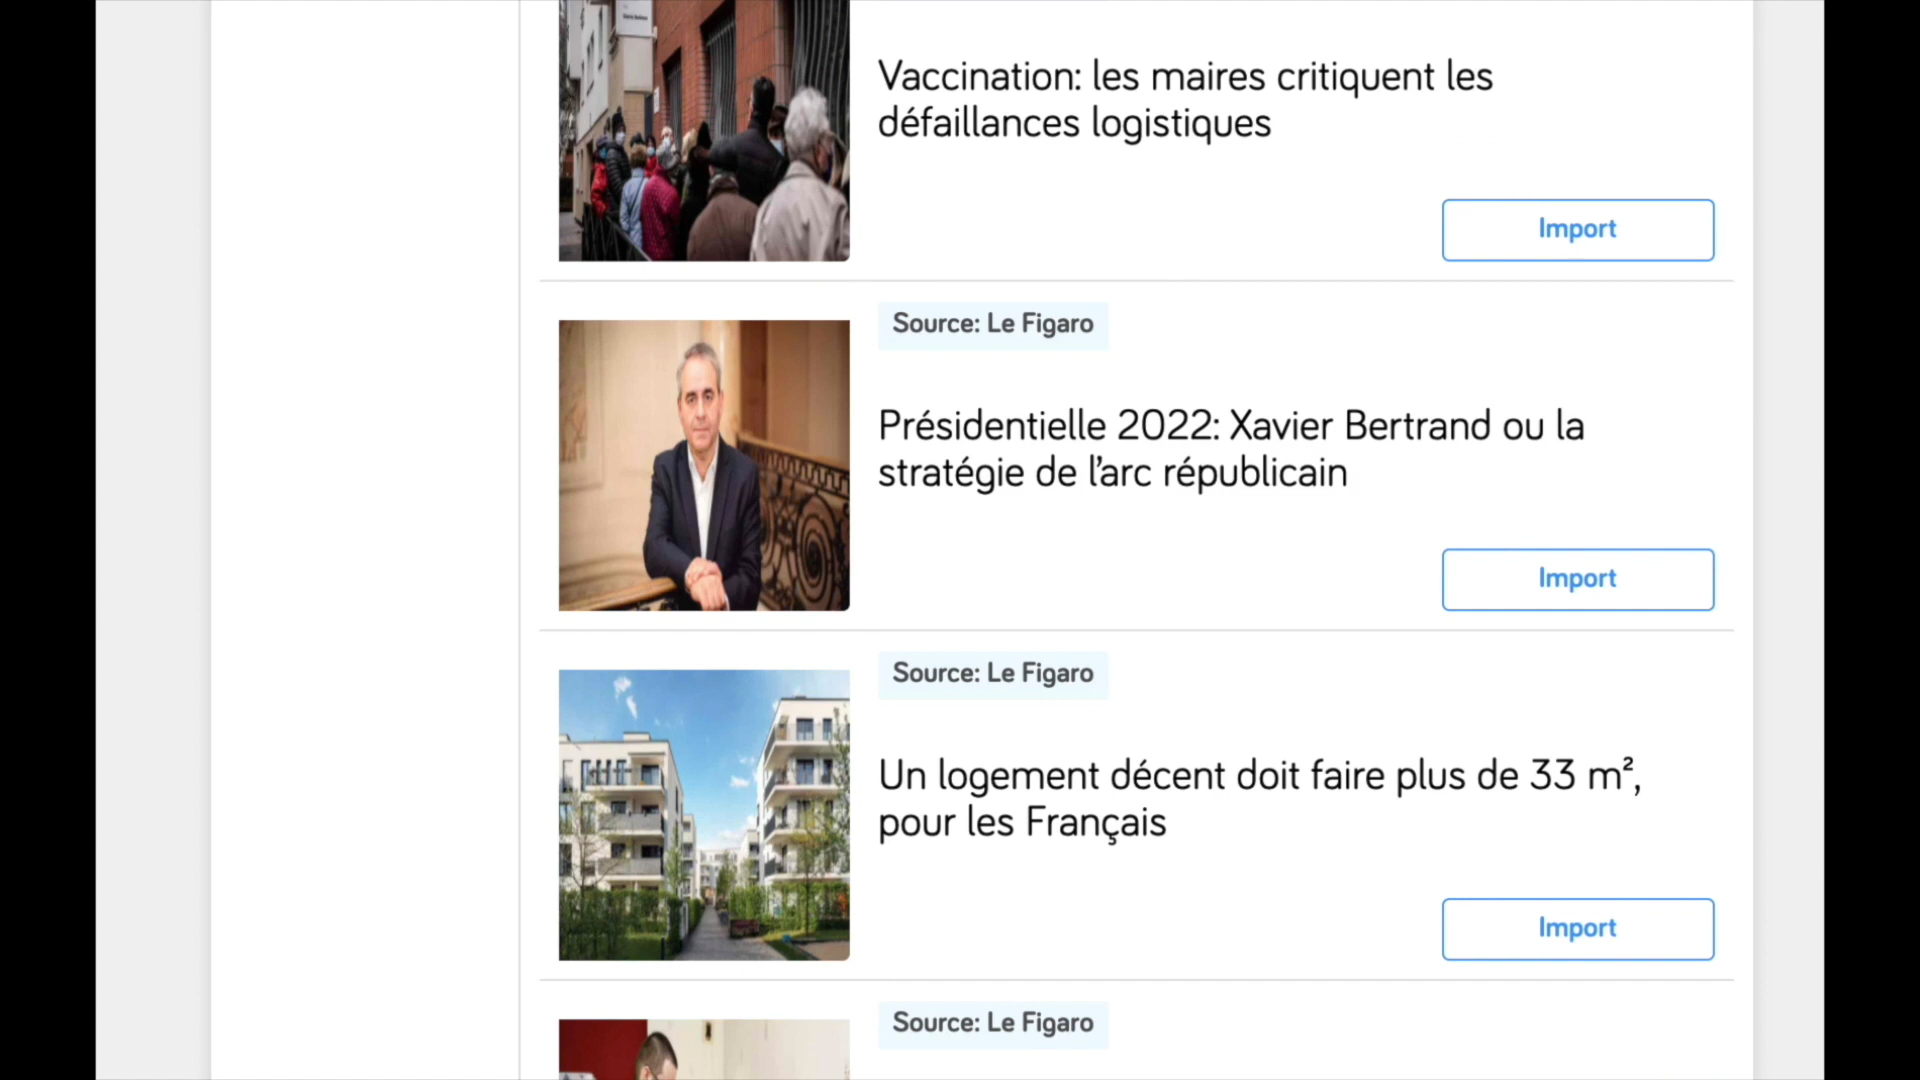 Vaccination: les maires critiquent les
défaillances logistiques
Import
Source: Le Figaro
Présidentielle 2022: Xavier Bertrand ou la
stratégie de l'arc républicain
Import
Source: Le Figaro
Un logement décent doit faire plus de 33 m²,
pour les Français
Import
Source: Le Figaro